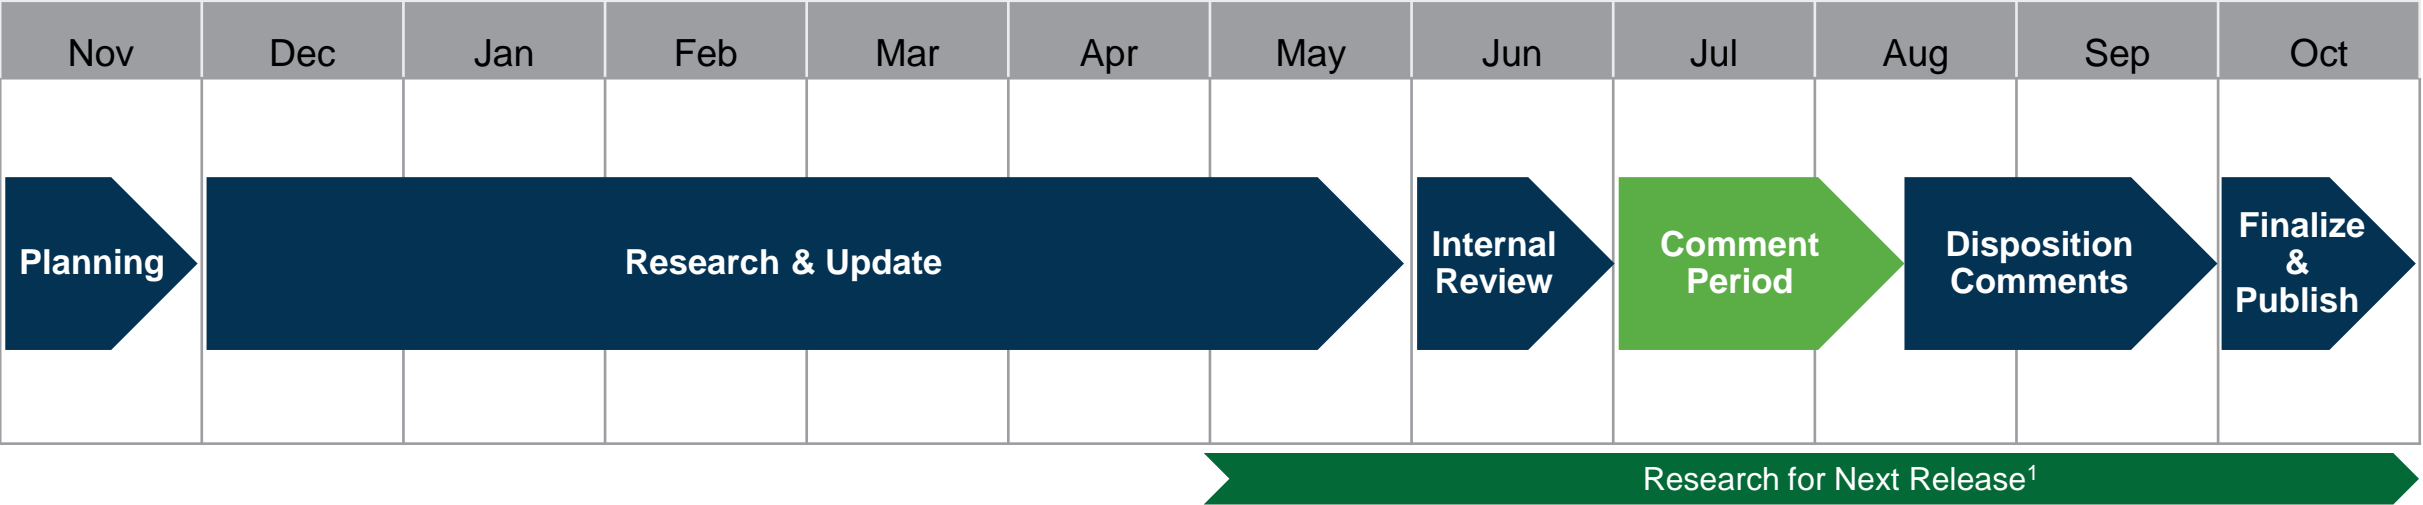 Nov Dec Jan Feb Mar Apr May Jun Jul Aug Sep Oct
Planning
Research & Update
Internal
Review
Comment
Period
Disposition
Comments
Finalize
&
Publish
Research for Next Release¹